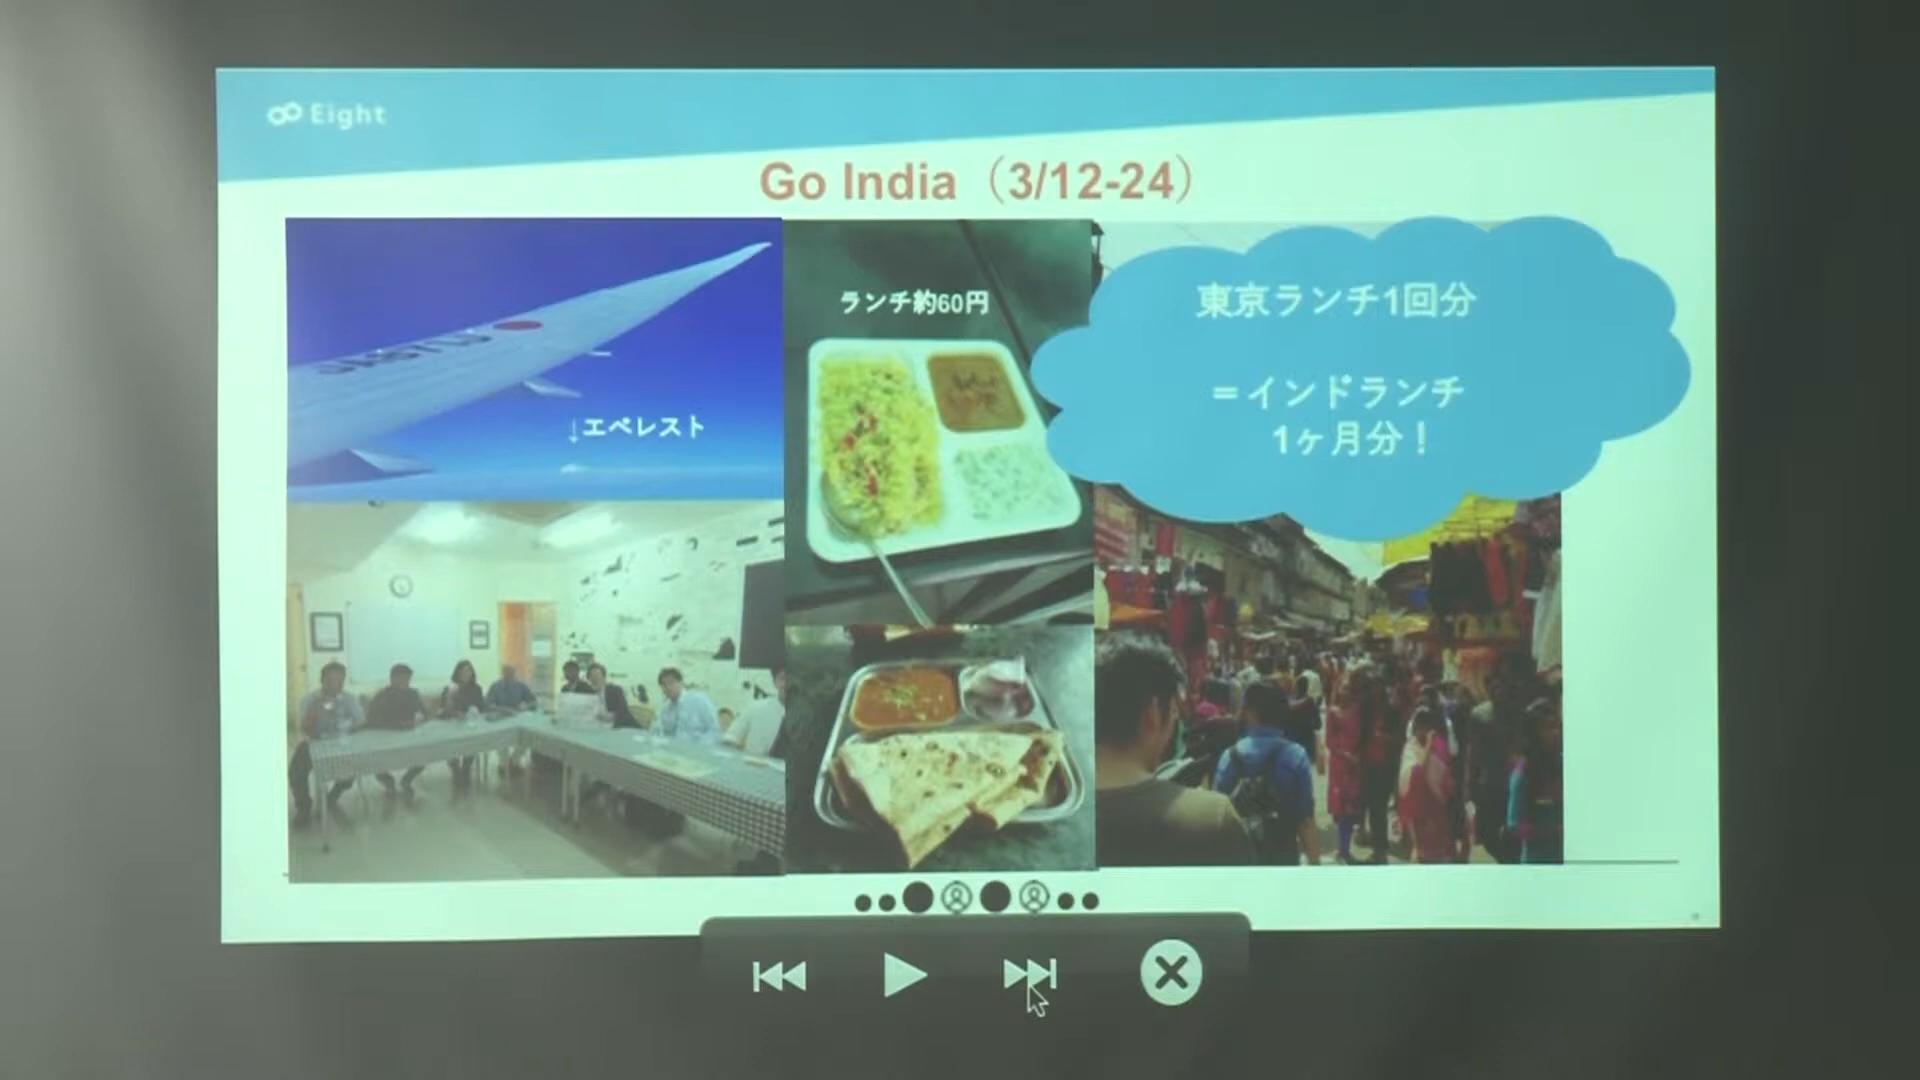 Eight
Go India（3/12-24）
ランチ約60円
東京ランチ1回分
＝インドランチ
1ヶ月分！
↓エベレスト